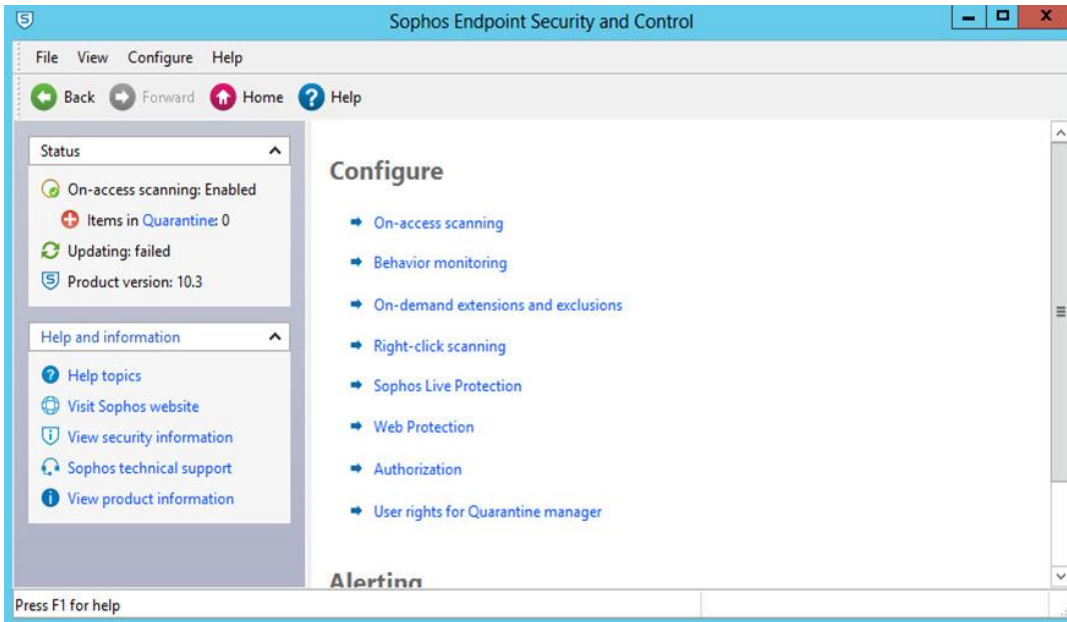 Sophos Endpoint Security and Control
File View Configure Help
Back Forward Home Help
Status
On-access scanning: Enabled
Items in Quarantine: 0
Updating: failed
Product version: 10.3
Help and information
Help topics
Visit Sophos website
View security information
Sophos technical support
View product information
Configure
On-access scanning
Behavior monitoring
On-demand extensions and exclusions
Right-click scanning
Sophos Live Protection
Web Protection
Authorization
User rights for Quarantine manager
Alerting
Press F1 for help